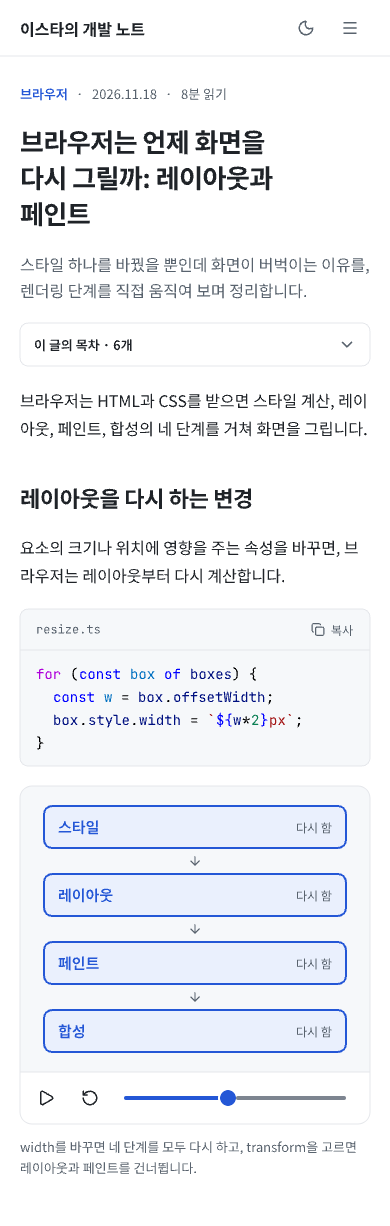 이스타의 개발 노트
브라우저 · 2026.11.18 · 8분 읽기
브라우저는 언제 화면을
다시 그릴까: 레이아웃과
페인트
스타일 하나를 바꿨을 뿐인데 화면이 버벅이는 이유를,
렌더링 단계를 직접 움직여 보며 정리합니다.
이 글의 목차 · 6개
브라우저는 HTML과 CSS를 받으면 스타일 계산, 레이
아웃, 페인트, 합성의 네 단계를 거쳐 화면을 그립니다.
레이아웃을 다시 하는 변경
요소의 크기나 위치에 영향을 주는 속성을 바꾸면, 브
라우저는 레이아웃부터 다시 계산합니다.
resize.ts 복사
for (const box of boxes) {
  const w = box.offsetWidth;
  box.style.width = `${w*2}px`;
}
스타일 다시 함
↓
레이아웃 다시 함
↓
페인트 다시 함
↓
합성 다시 함
width를 바꾸면 네 단계를 모두 다시 하고, transform을 고르면
레이아웃과 페인트를 건너뜁니다.